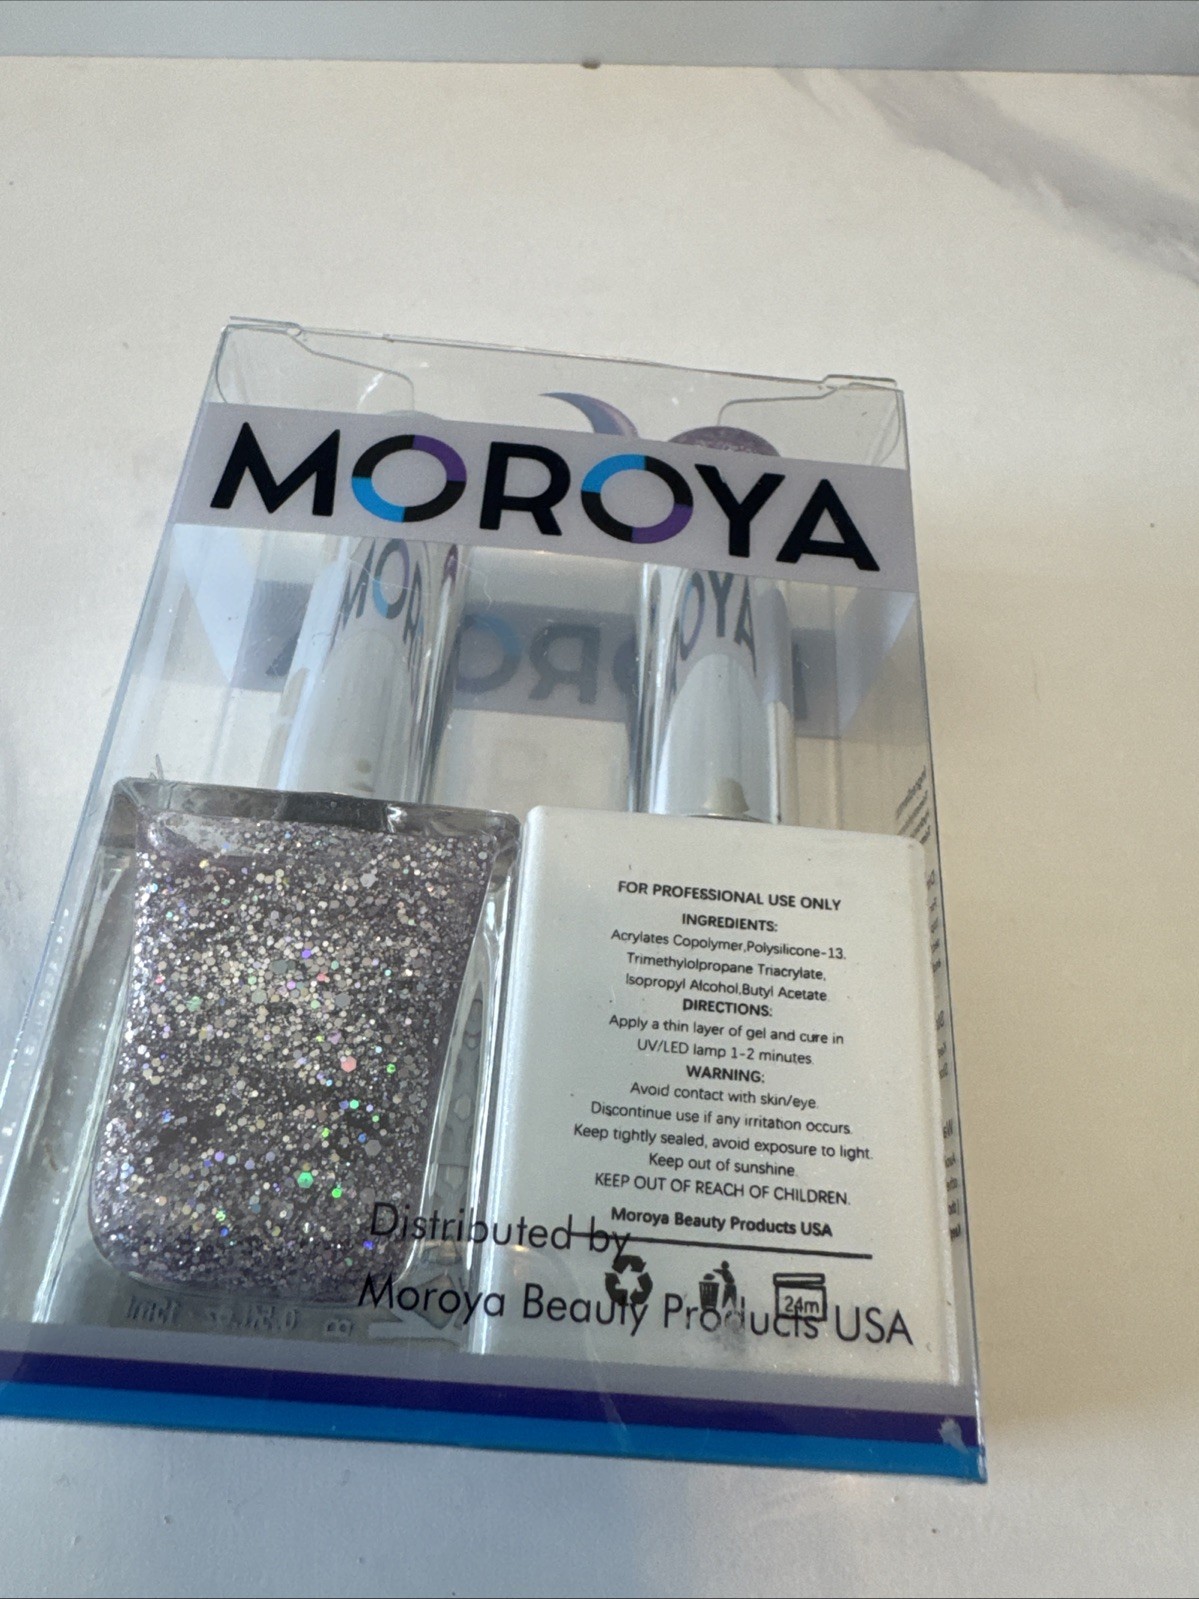 MOROYA
FOR PROFESSIONAL USE ONLY
INGREDIENTS:
Acrylates Copolymer,Polysilicone-13.
Trimethylolpropane Triacrylate,
Isopropyl Alcohol,Butyl Acetate
DIRECTIONS:
Apply a thin layer of gel and cure in
UV/LED lamp 1-2 minutes.
WARNING:
Avoid contact with skin/eye.
Discontinue use if any irritation occurs.
Keep tightly sealed, avoid exposure to light.
Keep out of sunshine.
KEEP OUT OF REACH OF CHILDREN.
Moroya Beauty Products USA
24m
Distributed by
Moroya Beauty Products USA